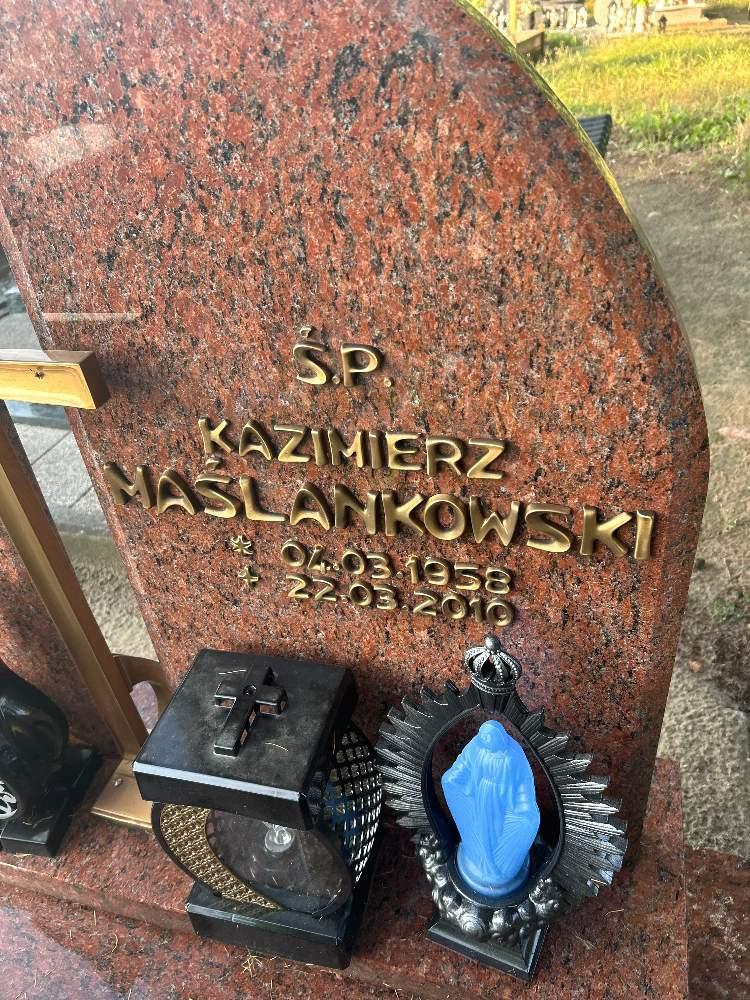 Ś.P.
KAZIMIERZ
MAŚLANKOWSKI
* 04.03.1958
+ 22.03.2010